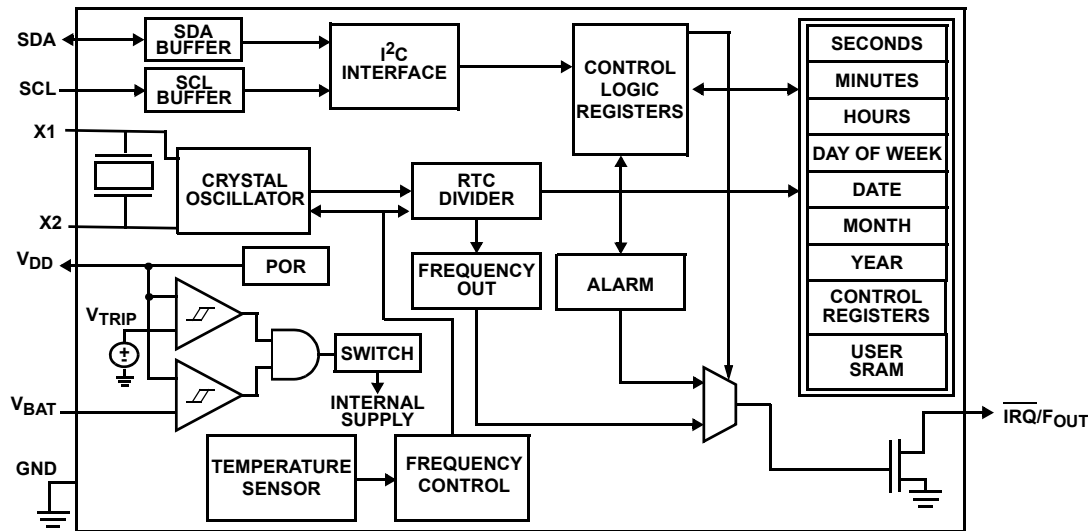 SDA
SDA
BUFFER
I²C
INTERFACE
CONTROL
LOGIC
REGISTERS
SCL
SCL
BUFFER
X1
CRYSTAL
OSCILLATOR
RTC
DIVIDER
X2
VDD
POR
FREQUENCY
OUT
ALARM
VTRIP
±
SWITCH
INTERNAL
SUPPLY
VBAT
GND
TEMPERATURE
SENSOR
FREQUENCY
CONTROL
SECONDS
MINUTES
HOURS
DAY OF WEEK
DATE
MONTH
YEAR
CONTROL
REGISTERS
USER
SRAM
I̅R̅Q̅/FOUT